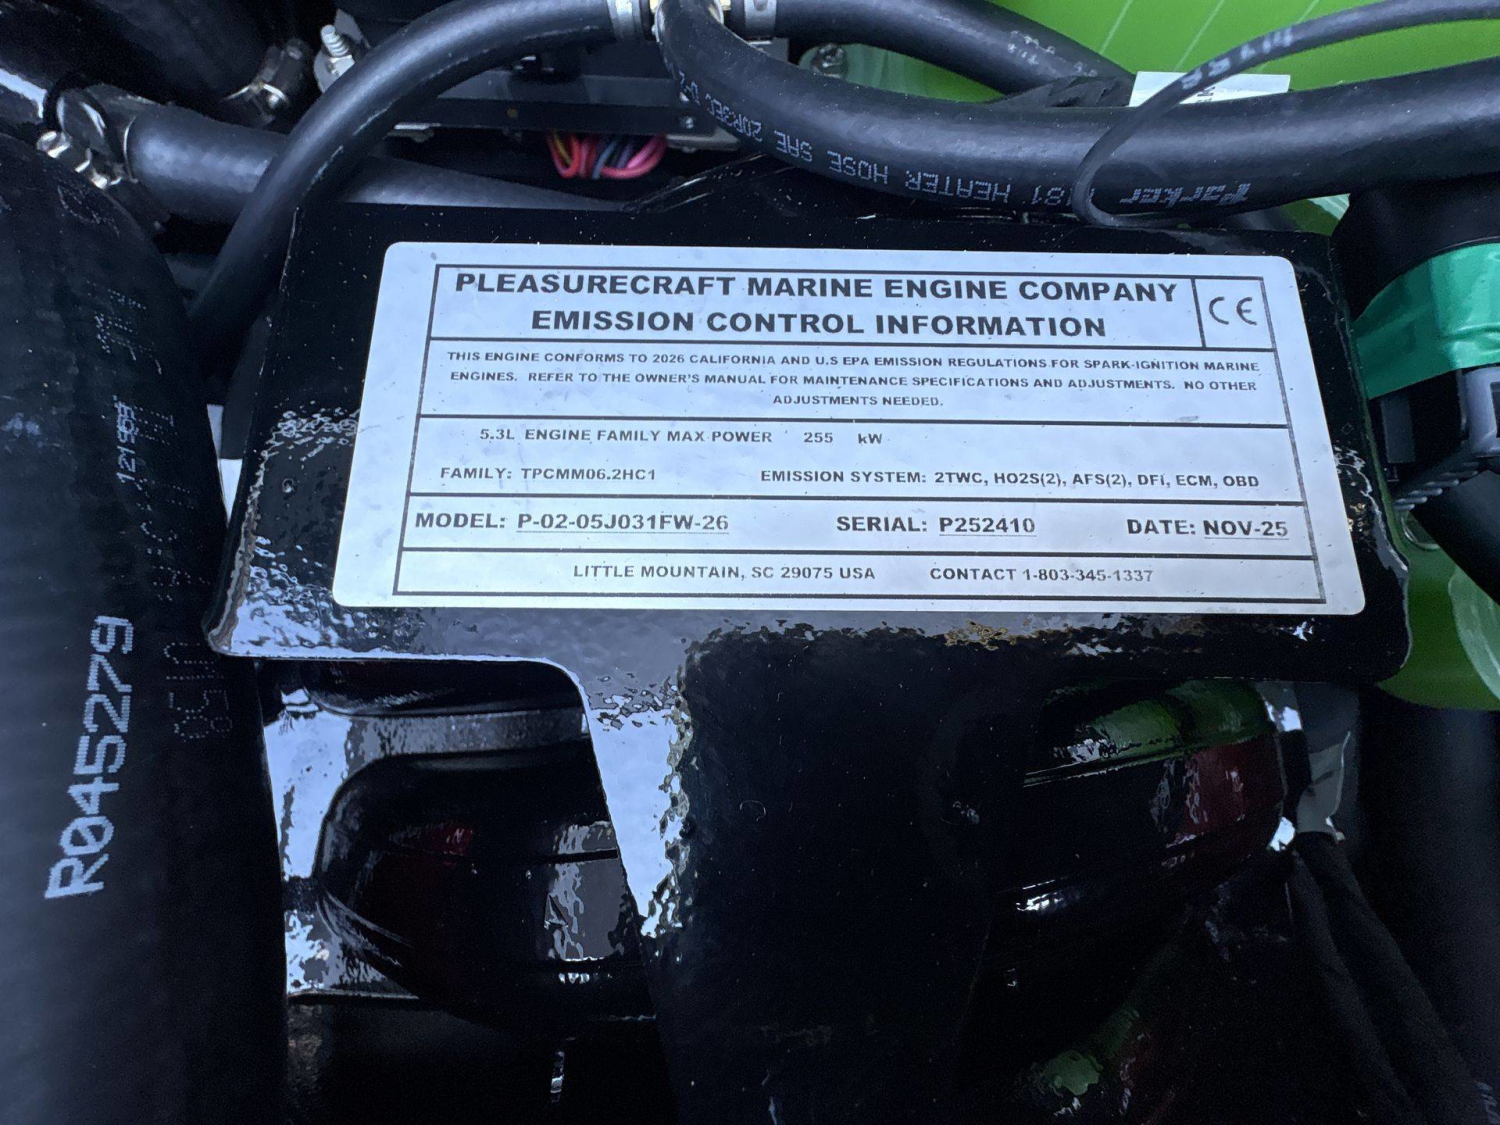 Parker
181 HEATER HOSE SAE 20R3EC D-2
PLEASURECRAFT MARINE ENGINE COMPANY
CE
EMISSION CONTROL INFORMATION
THIS ENGINE CONFORMS TO 2026 CALIFORNIA AND U.S EPA EMISSION REGULATIONS FOR SPARK-IGNITION MARINE
ENGINES. REFER TO THE OWNER'S MANUAL FOR MAINTENANCE SPECIFICATIONS AND ADJUSTMENTS. NO OTHER
ADJUSTMENTS NEEDED.
5.3L ENGINE FAMILY MAX POWER 255 kW
FAMILY: TPCMM06.2HC1 EMISSION SYSTEM: 2TWC, HO2S(2), AFS(2), DFI, ECM, OBD
MODEL: P-02-05J031FW-26 SERIAL: P252410 DATE: NOV-25
LITTLE MOUNTAIN, SC 29075 USA CONTACT 1-803-345-1337
R045279